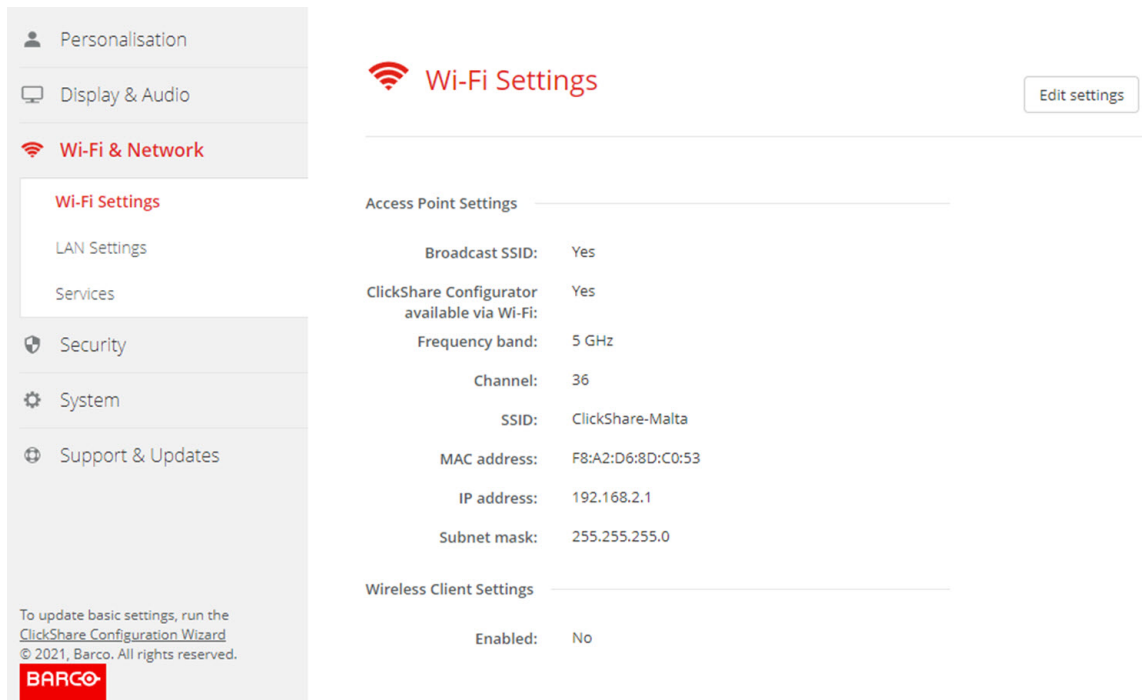 Personalisation
Display & Audio
Wi-Fi & Network
Wi-Fi Settings
LAN Settings
Services
Security
System
Support & Updates
To update basic settings, run the
ClickShare Configuration Wizard
© 2021, Barco. All rights reserved.
BARCO
Wi-Fi Settings
Edit settings
Access Point Settings
Broadcast SSID: Yes
ClickShare Configurator Yes
available via Wi-Fi:
Frequency band: 5 GHz
Channel: 36
SSID: ClickShare-Malta
MAC address: F8:A2:D6:8D:C0:53
IP address: 192.168.2.1
Subnet mask: 255.255.255.0
Wireless Client Settings
Enabled: No